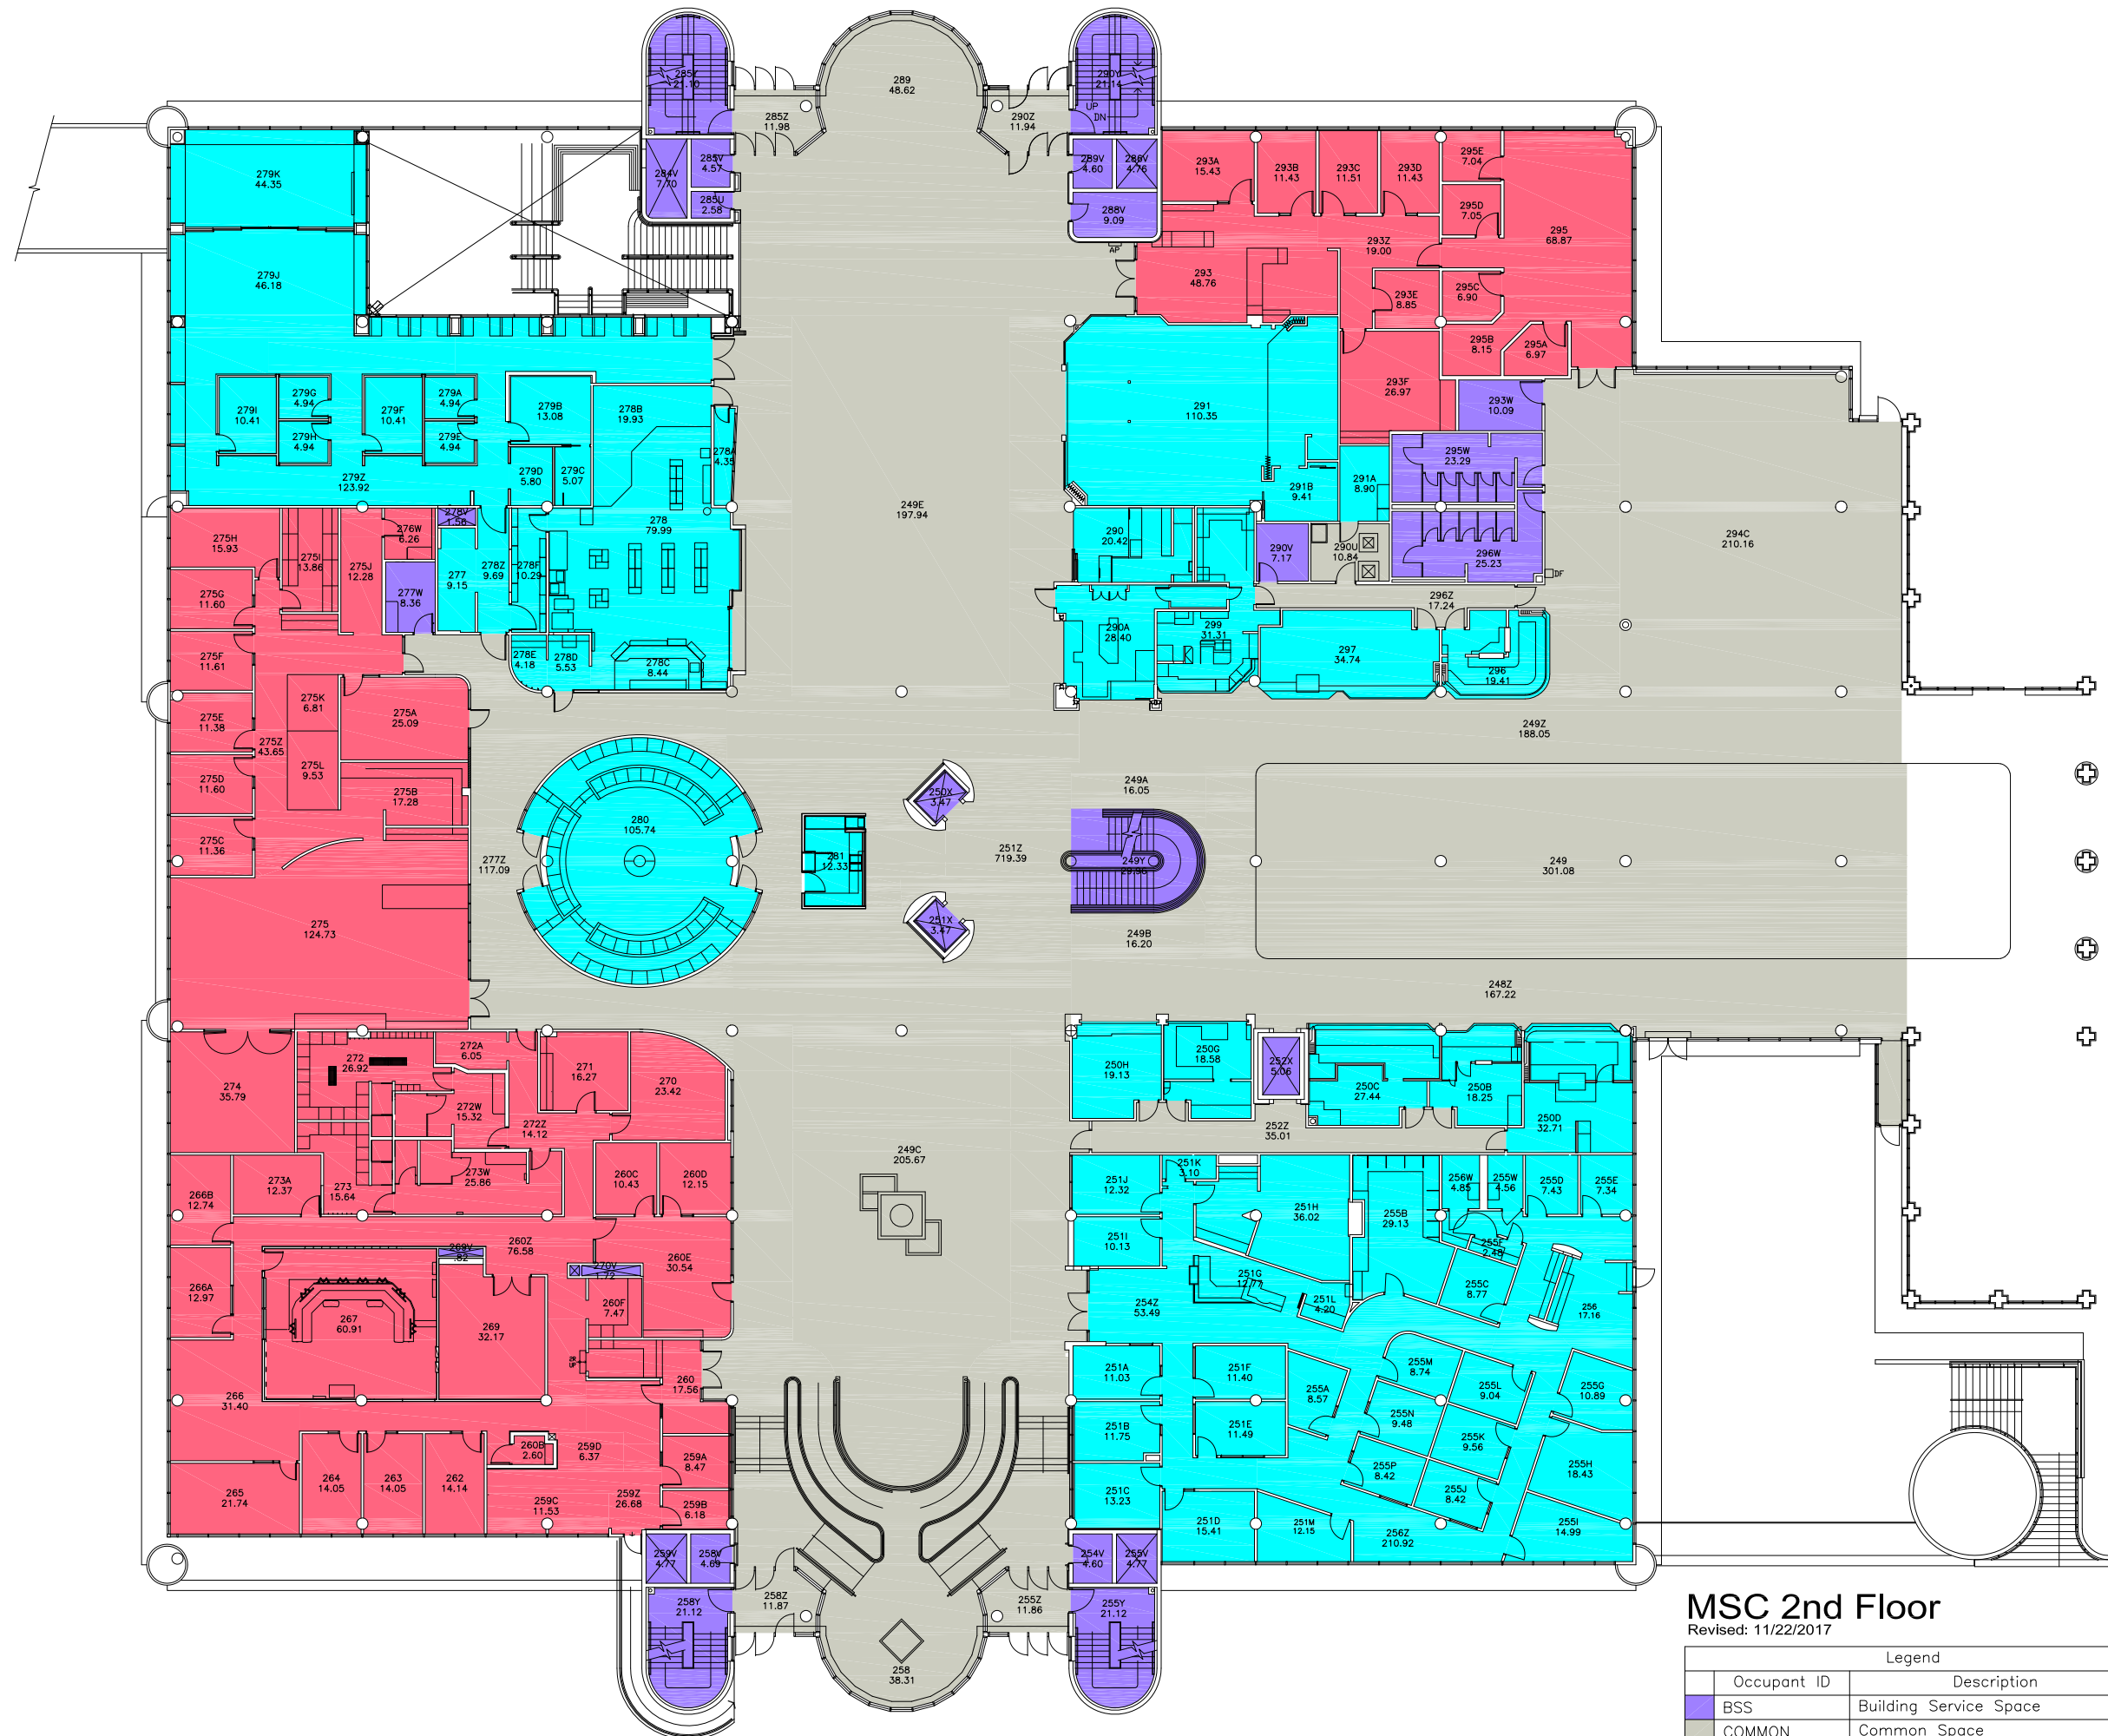 285Y
21.10
289
48.62
290Y
21.14
UP
DN
285Z
11.98
290Z
11.94
279K
44.35
284V
7.70
285V
4.57
285U
2.58
289V
4.60
286V
4.76
288V
9.09
AP
293A
15.43
293B
11.43
293C
11.51
293D
11.43
295E
7.04
295D
7.05
295
68.87
293Z
19.00
279J
46.18
293
48.76
293E
8.85
295C
6.90
295B
8.15
295A
6.97
279I
10.41
279G
4.94
279H
4.94
279F
10.41
279A
4.94
279E
4.94
279B
13.08
278B
19.93
278A
4.35
291
110.35
293F
26.97
293W
10.09
279Z
123.92
279D
5.80
279C
5.07
291B
9.41
291A
8.90
295W
23.29
249E
197.94
275H
15.93
275I
13.86
275J
12.28
276W
6.26
278V
1.56
277
9.15
278Z
9.69
278F
10.29
278
79.99
290
20.42
290V
7.17
290U
10.84
296W
25.23
DF
294C
210.16
275G
11.60
277W
8.36
296Z
17.24
275F
11.61
278E
4.18
278D
5.53
278C
8.44
290A
28.40
299
31.31
297
34.74
296
19.41
275K
6.81
275A
25.09
275E
11.38
275Z
43.65
249Z
188.05
275D
11.60
275L
9.53
275B
17.28
250X
3.47
249A
16.05
275C
11.36
280
105.74
281
12.33
251Z
719.39
249Y
29.96
249
301.08
277Z
117.09
275
124.73
251X
3.47
249B
16.20
248Z
167.22
274
35.79
272
26.92
272A
6.05
271
16.27
270
23.42
250H
19.13
250G
18.58
252X
5.06
250C
27.44
250B
18.25
250D
32.71
272W
15.32
272Z
14.12
252Z
35.01
249C
205.67
266B
12.74
273A
12.37
273
15.64
273W
25.86
260C
10.43
260D
12.15
251J
12.32
251K
3.10
251H
36.02
255B
29.13
256W
4.85
255W
4.56
255D
7.43
255E
7.34
251I
10.13
260Z
76.58
269V
.82
270V
1.72
260E
30.54
255F
2.48
266A
12.97
251G
12.77
255C
8.77
254Z
53.49
251L
4.20
256
17.16
267
60.91
269
32.17
260F
7.47
251A
11.03
251F
11.40
255A
8.57
255M
8.74
255L
9.04
255G
10.89
266
31.40
260
17.56
251B
11.75
251E
11.49
255N
9.48
255K
9.56
260B
2.60
259D
6.37
259A
8.47
264
14.05
263
14.05
262
14.14
255P
8.42
255H
18.43
265
21.74
259C
11.53
259Z
26.68
259B
6.18
251C
13.23
255J
8.42
251D
15.41
251M
12.15
256Z
210.92
255I
14.99
259V
4.77
258V
4.69
254V
4.60
255V
4.77
258Y
21.12
258Z
11.87
255Z
11.86
255Y
21.12
258
38.31
MSC 2nd Floor
Revised: 11/22/2017
Legend
Occupant ID Description
BSS Building Service Space
COMMON Common Space